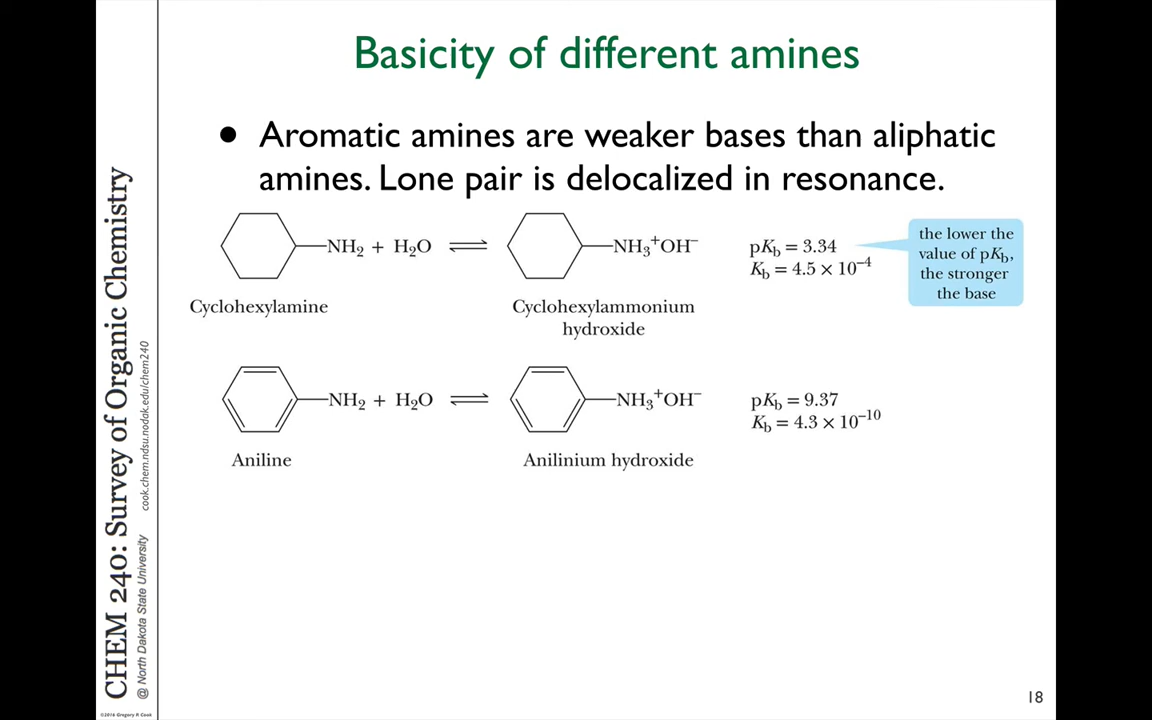 Basicity of different amines
• Aromatic amines are weaker bases than aliphatic
amines. Lone pair is delocalized in resonance.
NH₂ + H₂O ⇌ NH₃⁺OH⁻
pKb = 3.34
Kb = 4.5 × 10⁻⁴
the lower the
value of pKb,
the stronger
the base
Cyclohexylamine
Cyclohexylammonium
hydroxide
NH₂ + H₂O ⇌ NH₃⁺OH⁻
pKb = 9.37
Kb = 4.3 × 10⁻¹⁰
Aniline
Anilinium hydroxide
CHEM 240: Survey of Organic Chemistry
@ North Dakota State University cook.chem.ndsu.nodak.edu/chem240
©2016 Gregory R Cook
18